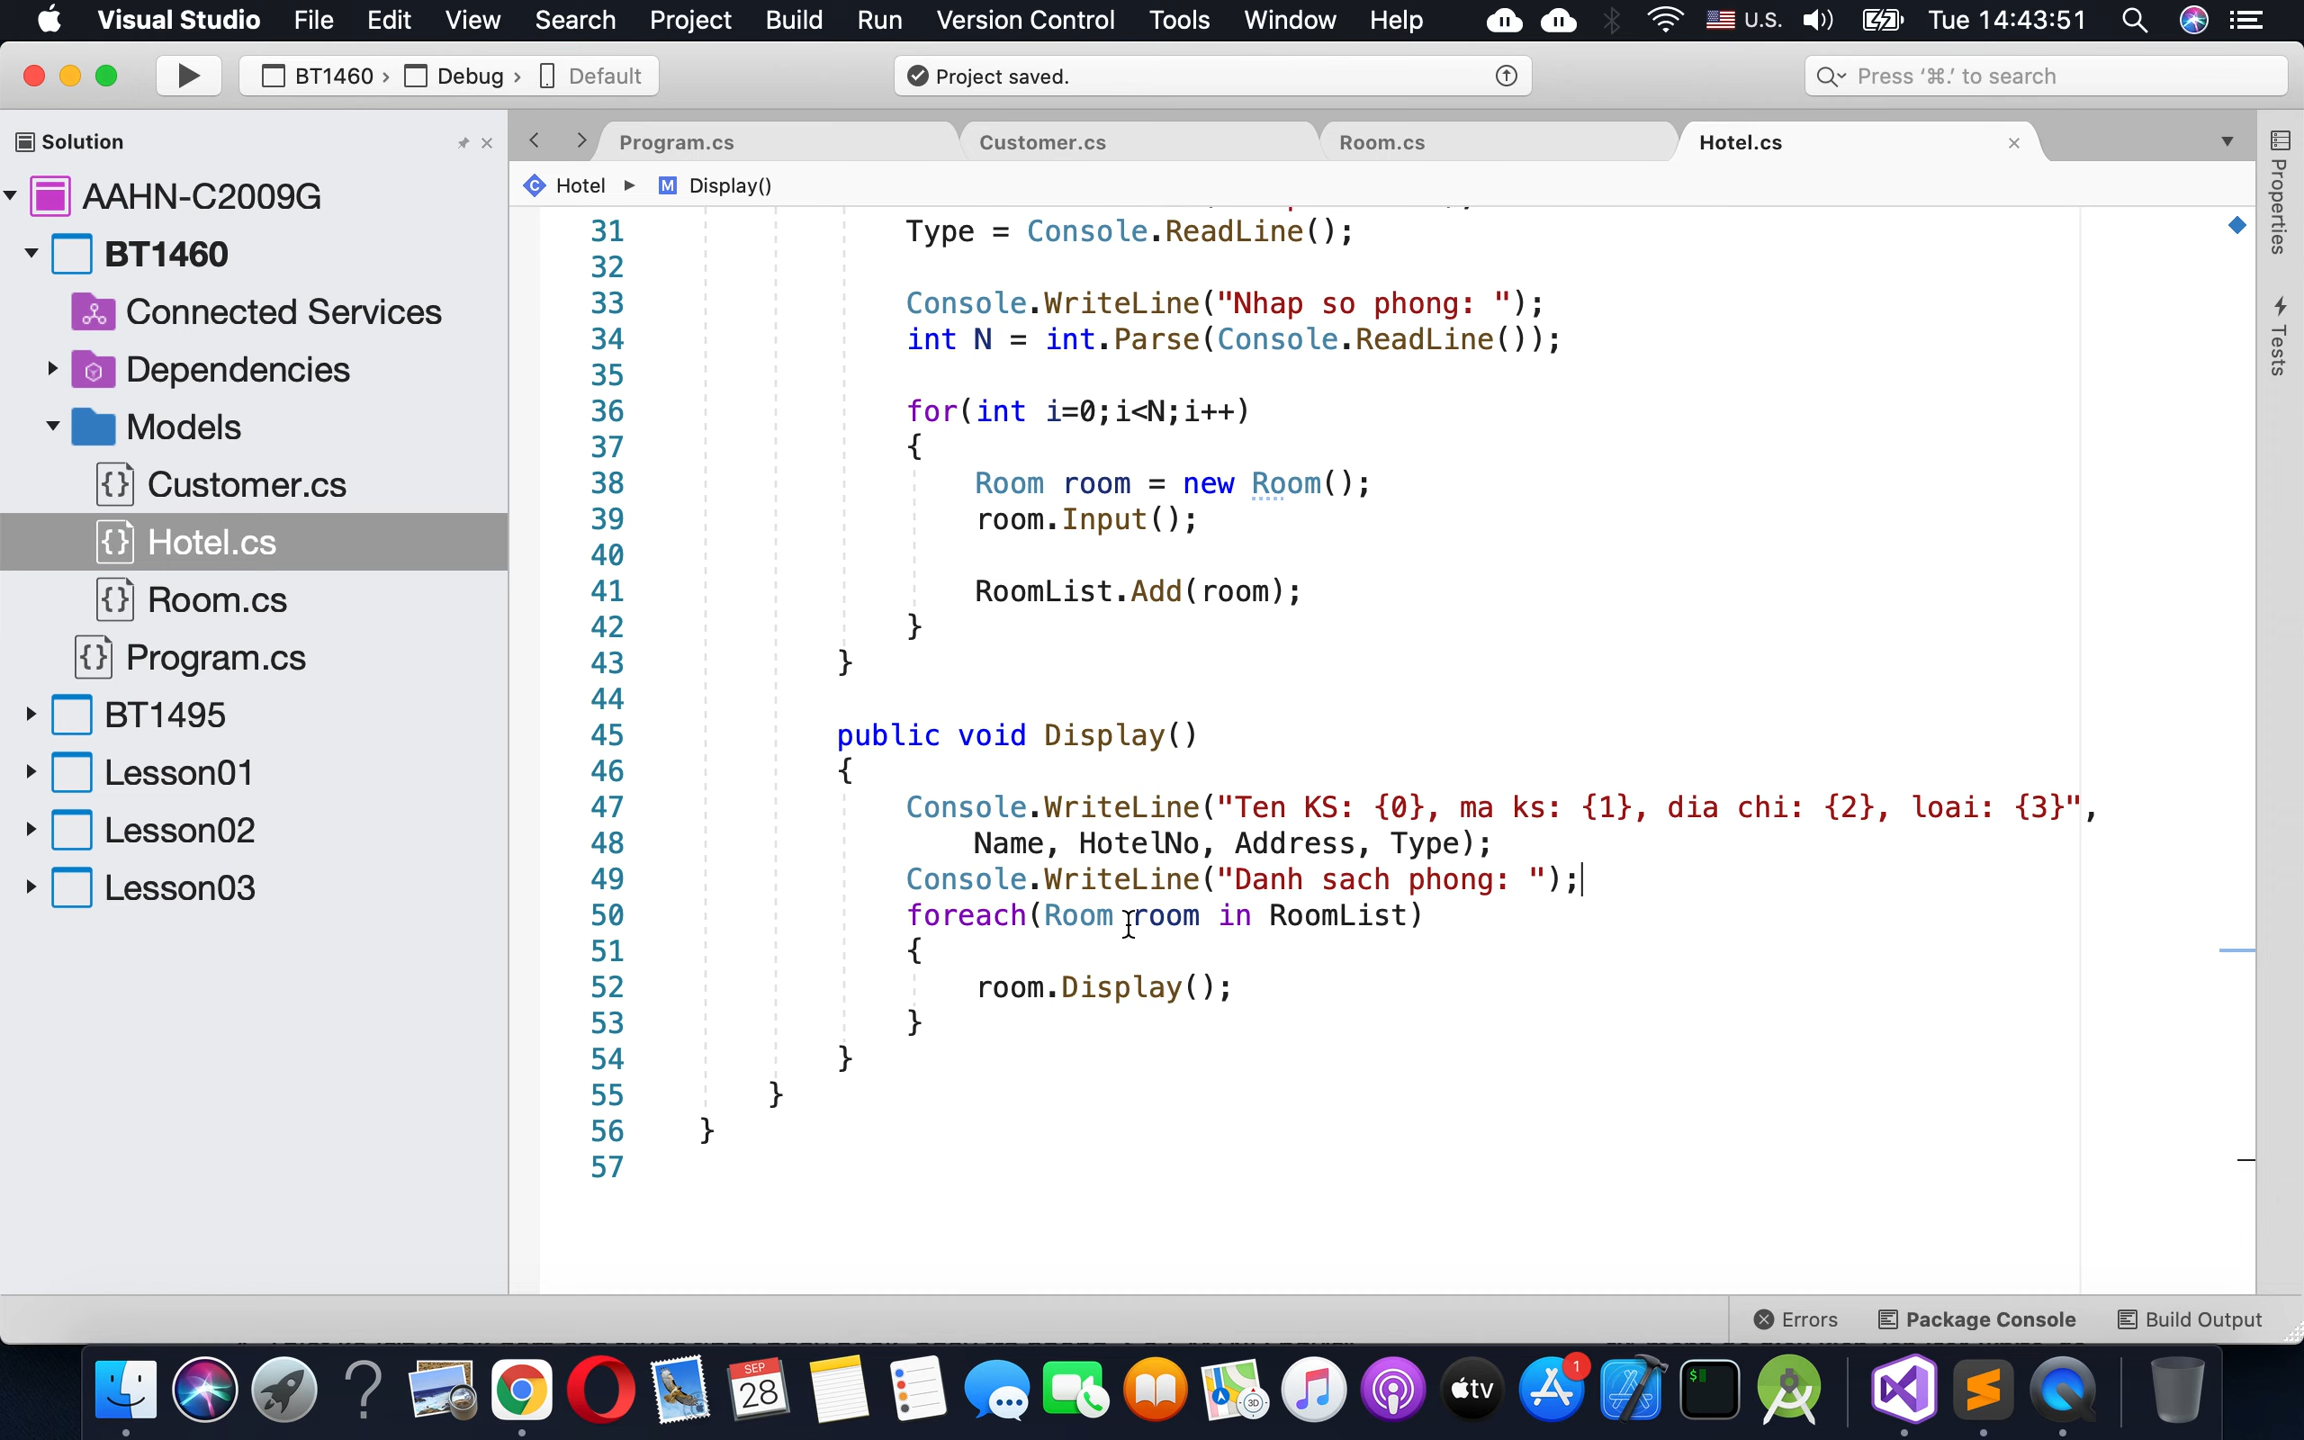 Visual Studio File Edit View Search Project Build Run Version Control Tools Window Help U.S. Tue 14:43:51
BT1460 › Debug › Default
Project saved.
Press ‘⌘.’ to search
Solution
AAHN-C2009G
BT1460
Connected Services
Dependencies
Models
Customer.cs
Hotel.cs
Room.cs
Program.cs
BT1495
Lesson01
Lesson02
Lesson03
Program.cs Customer.cs Room.cs Hotel.cs
Hotel ▶ M Display()
31 Type = Console.ReadLine();
32
33 Console.WriteLine("Nhap so phong: ");
34 int N = int.Parse(Console.ReadLine());
35
36 for(int i=0;i<N;i++)
37 {
38 Room room = new Room();
39 room.Input();
40
41 RoomList.Add(room);
42 }
43 }
44
45 public void Display()
46 {
47 Console.WriteLine("Ten KS: {0}, ma ks: {1}, dia chi: {2}, loai: {3}",
48 Name, HotelNo, Address, Type);
49 Console.WriteLine("Danh sach phong: ");
50 foreach(Room room in RoomList)
51 {
52 room.Display();
53 }
54 }
55 }
56 }
57
Properties
Tests
Errors Package Console Build Output
SEP
28
3D
tv
1
$